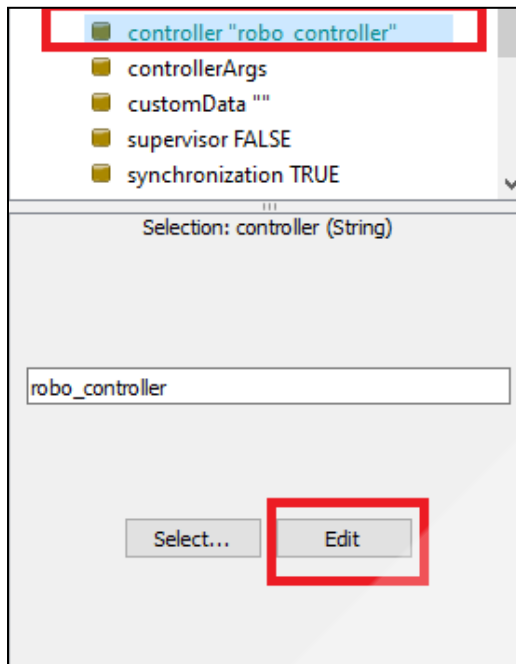 controller "robo_controller"
controllerArgs
customData ""
supervisor FALSE
synchronization TRUE
Selection: controller (String)
robo_controller
Select...
Edit